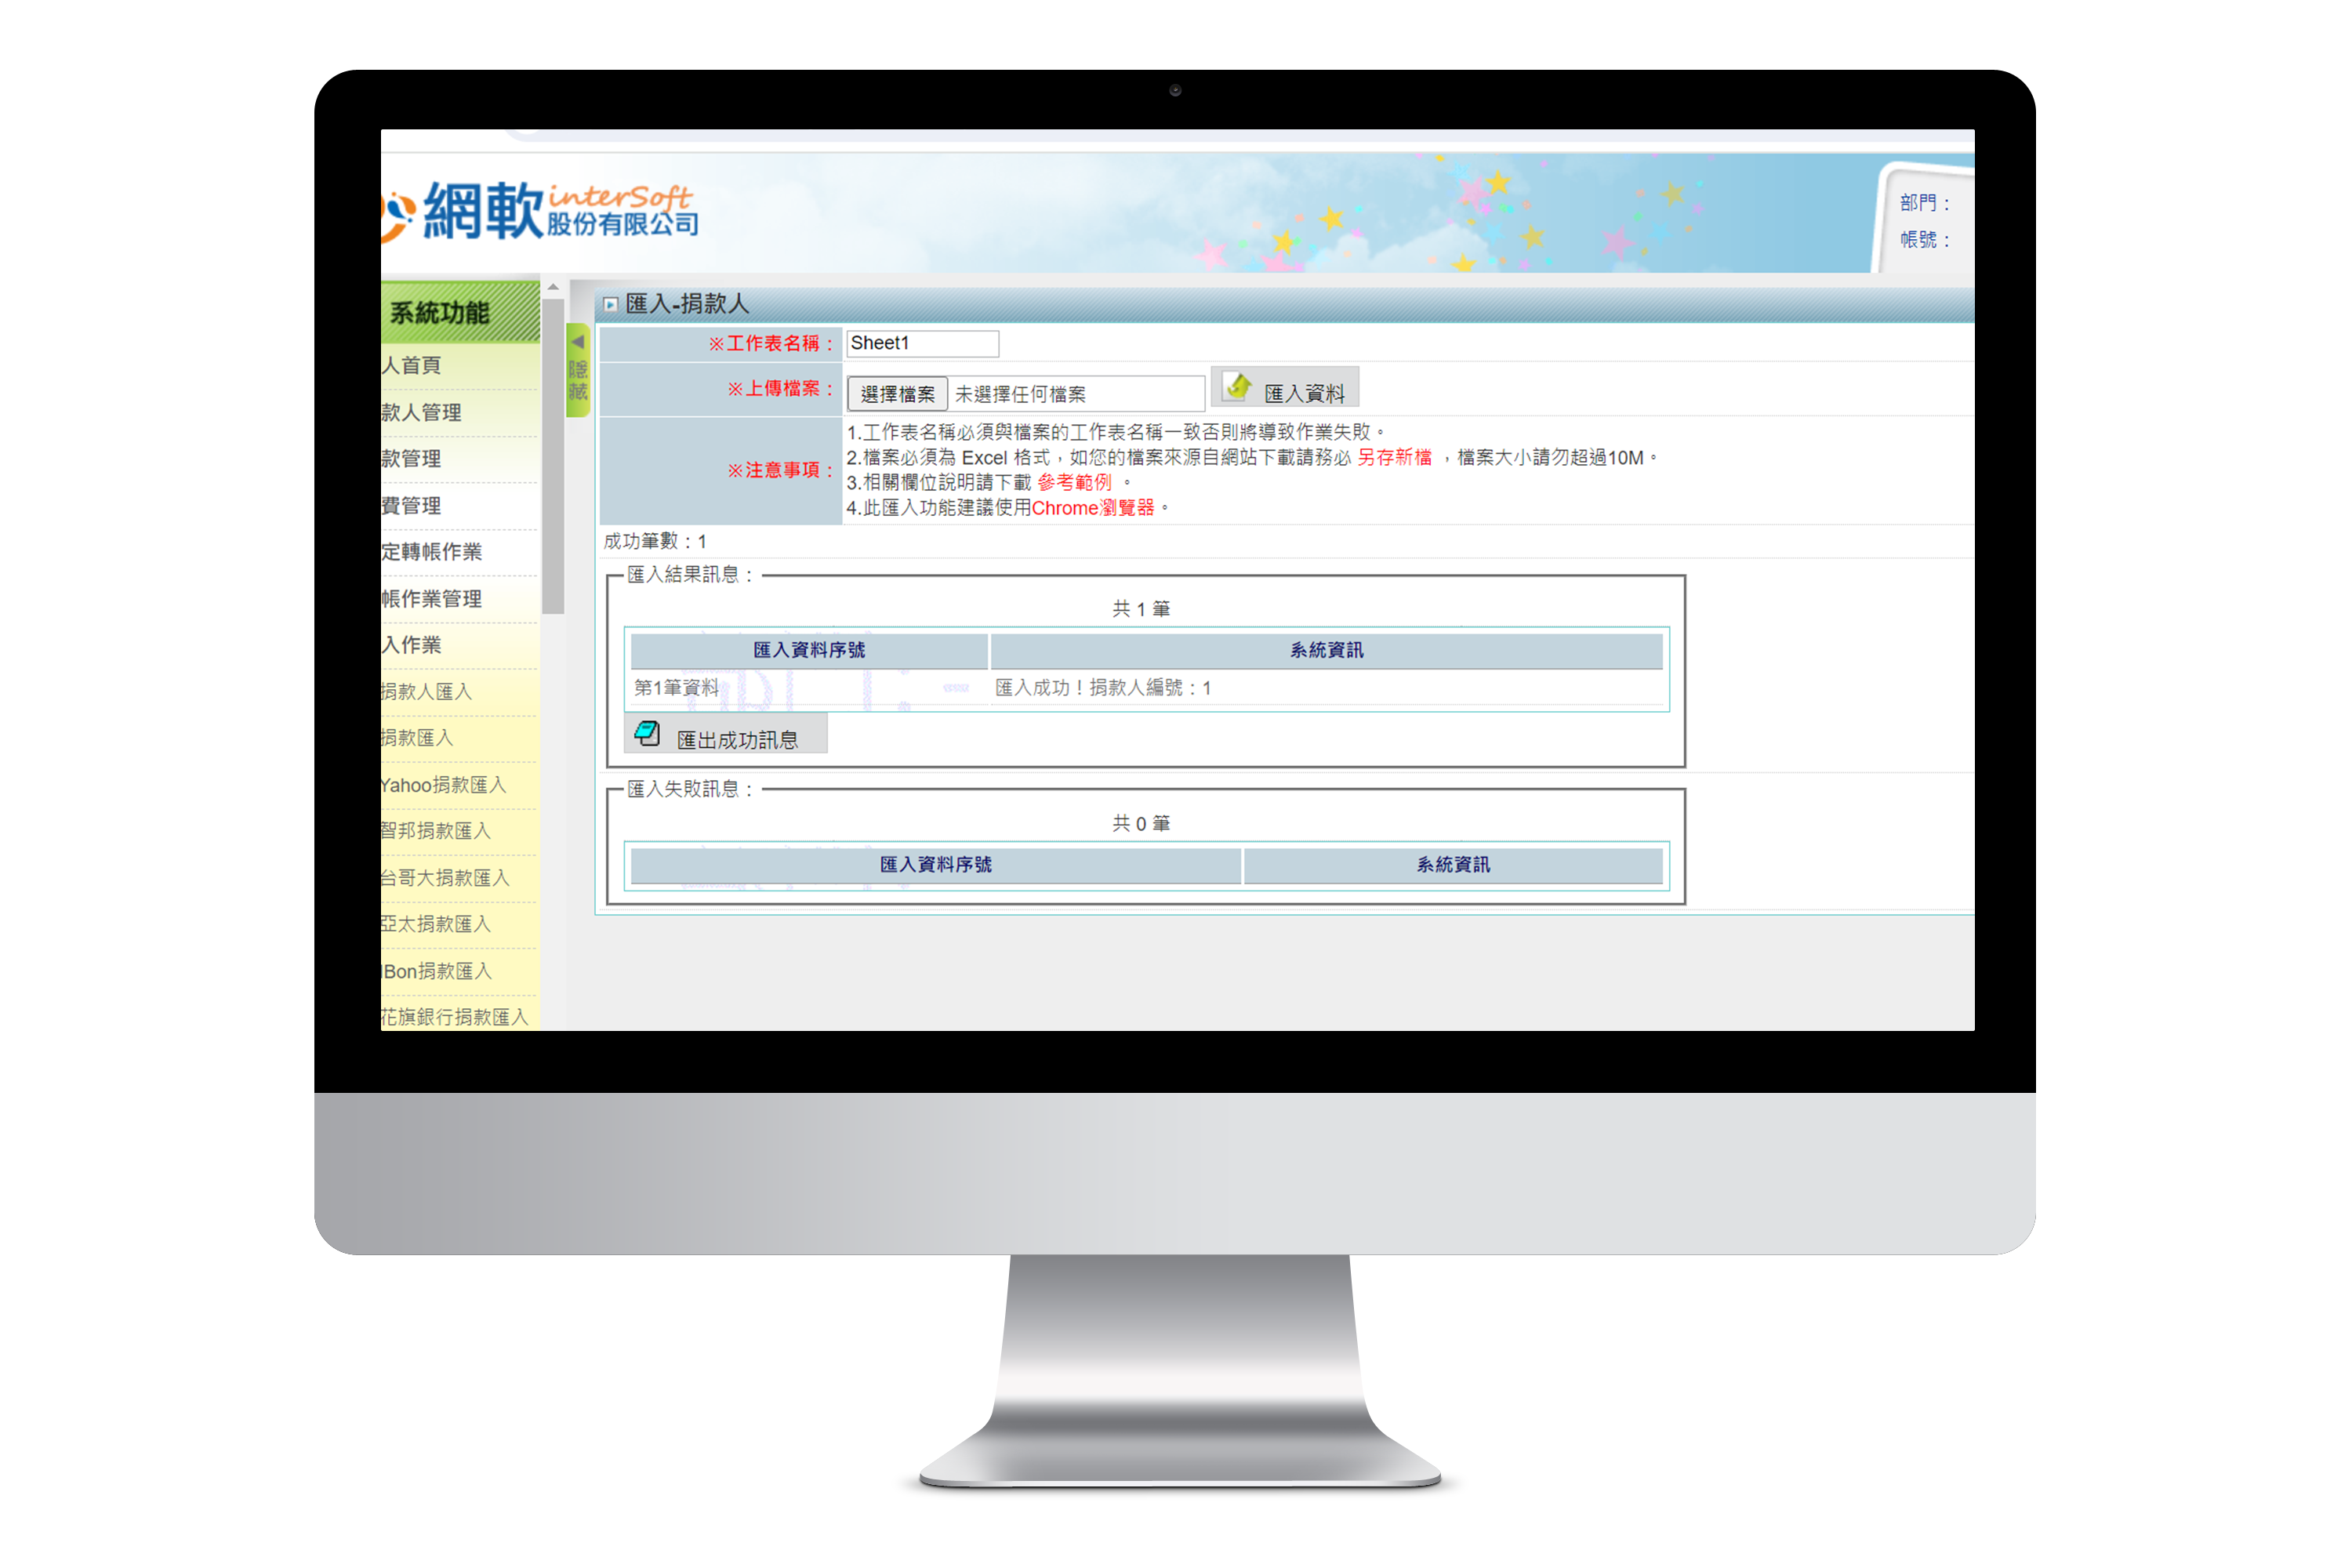 網軟 interSoft
股份有限公司
部門：
帳號：
系統功能
人首頁
款人管理
款管理
費管理
定轉帳作業
帳作業管理
入作業
捐款人匯入
捐款匯入
Yahoo捐款匯入
智邦捐款匯入
台哥大捐款匯入
亞太捐款匯入
IBon捐款匯入
花旗銀行捐款匯入
隱藏
匯入-捐款人
※工作表名稱： Sheet1
※上傳檔案： 選擇檔案 未選擇任何檔案 匯入資料
※注意事項：
1.工作表名稱必須與檔案的工作表名稱一致否則將導致作業失敗。
2.檔案必須為 Excel 格式，如您的檔案來源自網站下載請務必 另存新檔 ，檔案大小請勿超過10M。
3.相關欄位說明請下載 參考範例 。
4.此匯入功能建議使用Chrome瀏覽器。
成功筆數：1
匯入結果訊息：
共 1 筆
匯入資料序號 系統資訊
第1筆資料 匯入成功！捐款人編號：1
匯出成功訊息
匯入失敗訊息：
共 0 筆
匯入資料序號 系統資訊